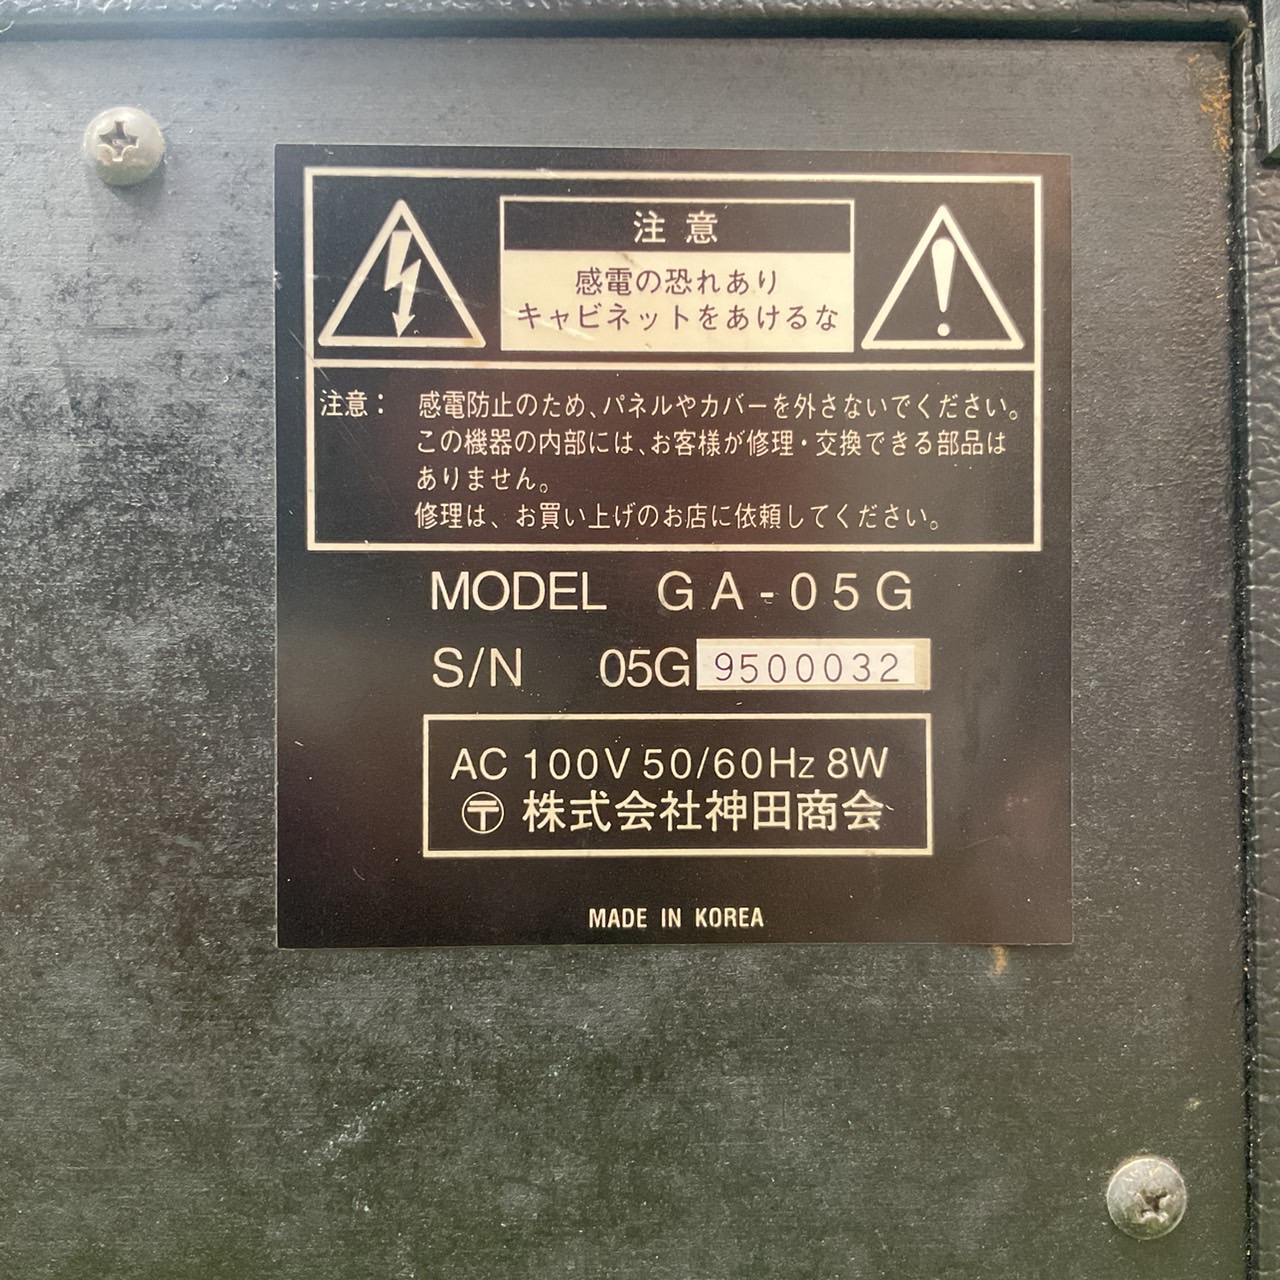 注意
感電の恐れあり
キャビネットをあけるな
注意： 感電防止のため、パネルやカバーを外さないでください。
この機器の内部には、お客様が修理・交換できる部品は
ありません。
修理は、お買い上げのお店に依頼してください。
MODEL GA-05G
S/N 05G9500032
AC 100V 50/60Hz 8W
〒 株式会社神田商会
MADE IN KOREA